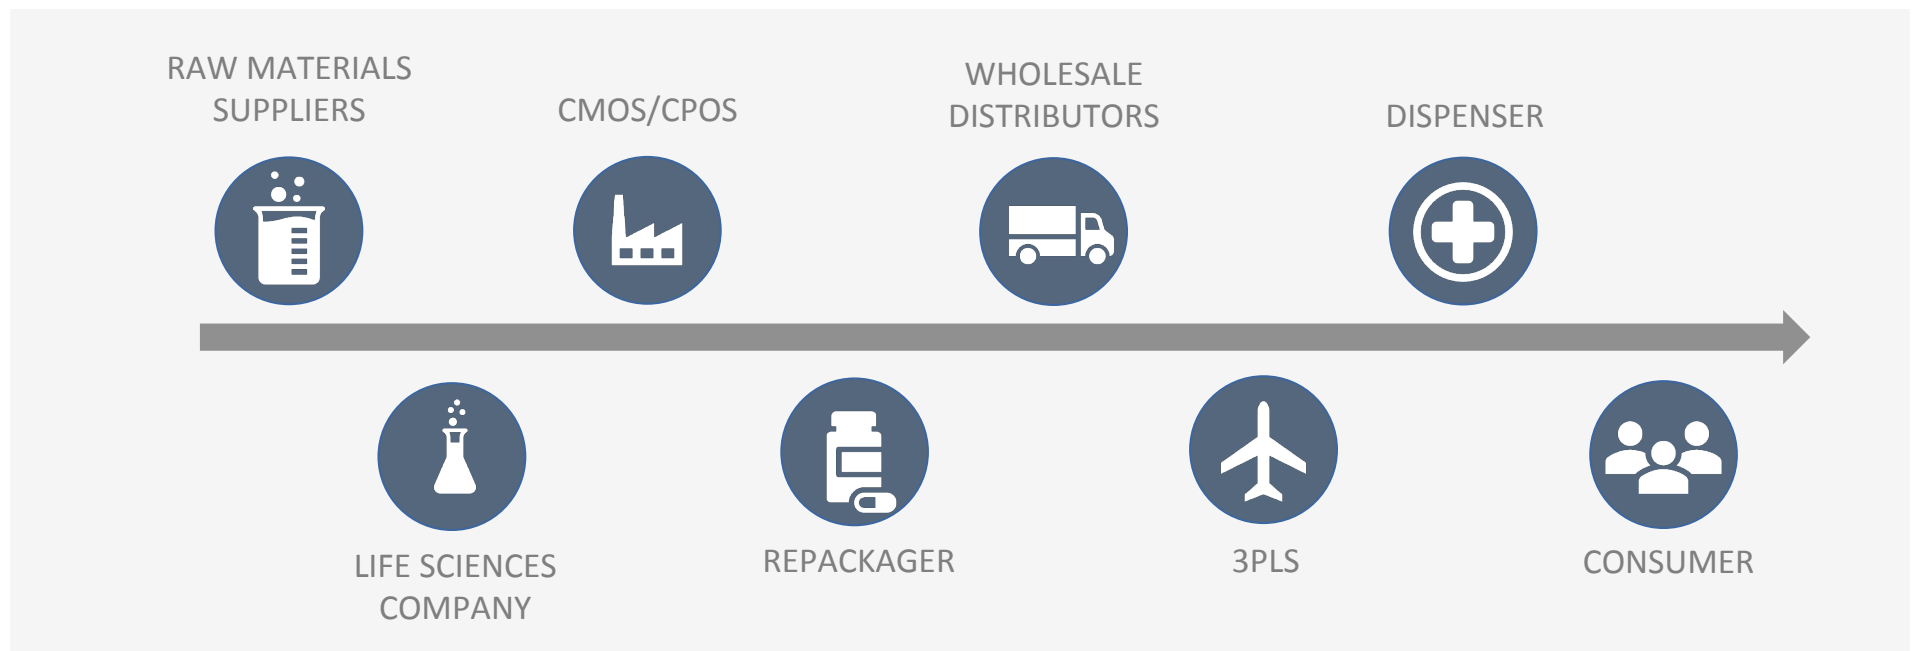 RAW MATERIALS
SUPPLIERS
CMOS/CPOS
WHOLESALE
DISTRIBUTORS
DISPENSER
LIFE SCIENCES
COMPANY
REPACKAGER
3PLS
CONSUMER